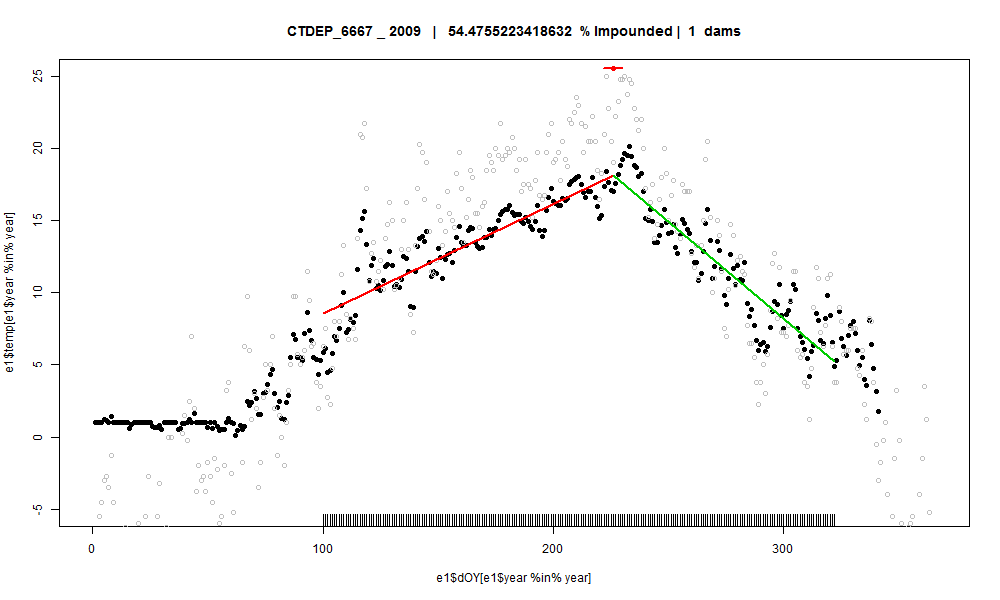 CTDEP_6667 _ 2009 | 54.4755223418632 % Impounded | 1 dams
25
20
15
10
5
0
-5
e1$temp[e1$year %in% year]
0 100 200 300
e1$dOY[e1$year %in% year]